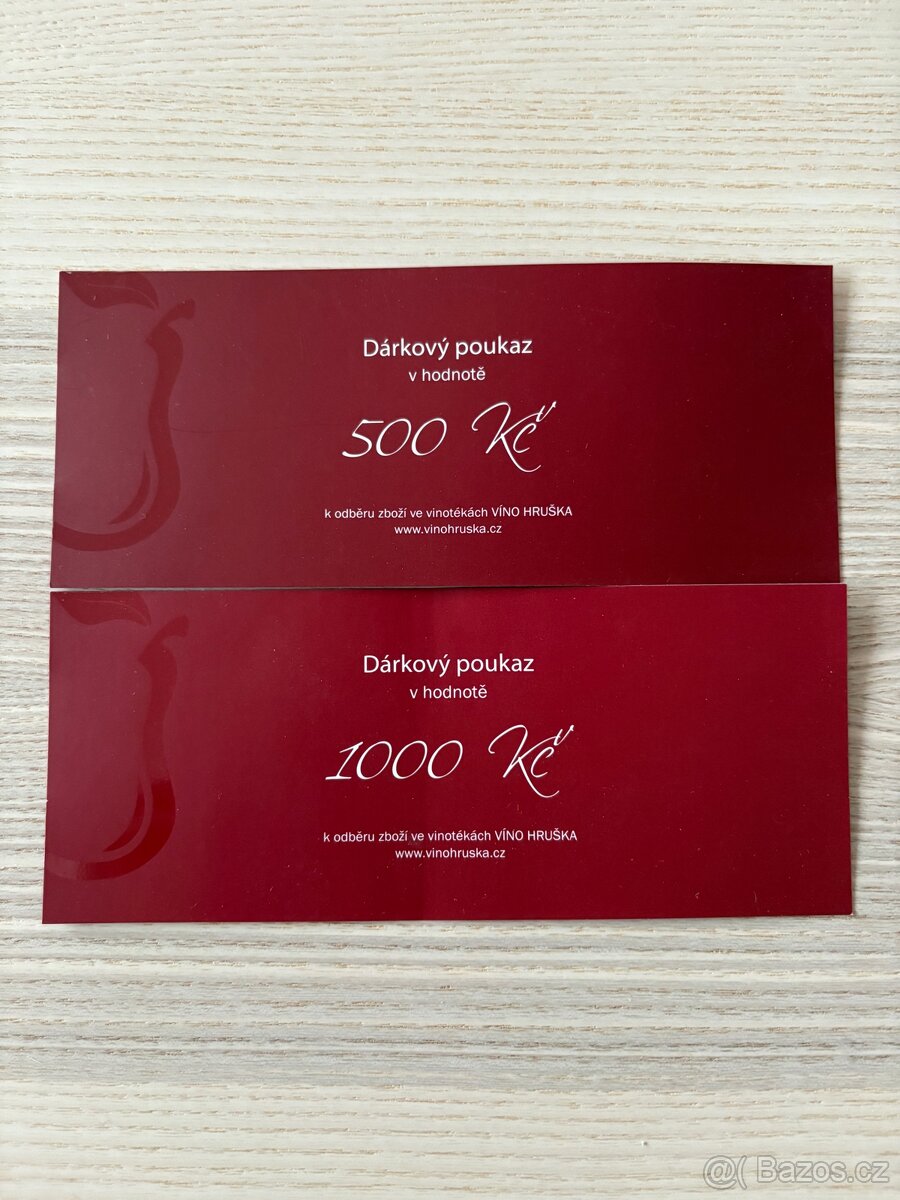 Dárkový poukaz
v hodnotě
500 Kč
k odběru zboží ve vinotékách VÍNO HRUŠKA
www.vinohruska.cz
Dárkový poukaz
v hodnotě
1000 Kč
k odběru zboží ve vinotékách VÍNO HRUŠKA
www.vinohruska.cz
@( Bazos.cz